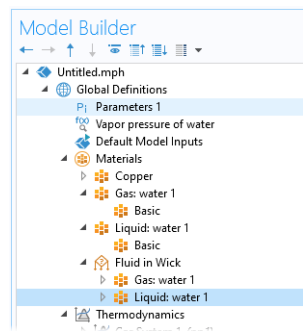 Model Builder
Untitled.mph
Global Definitions
Pi Parameters 1
f(x) Vapor pressure of water
Default Model Inputs
Materials
Copper
Gas: water 1
Basic
Liquid: water 1
Basic
Fluid in Wick
Gas: water 1
Liquid: water 1
Thermodynamics